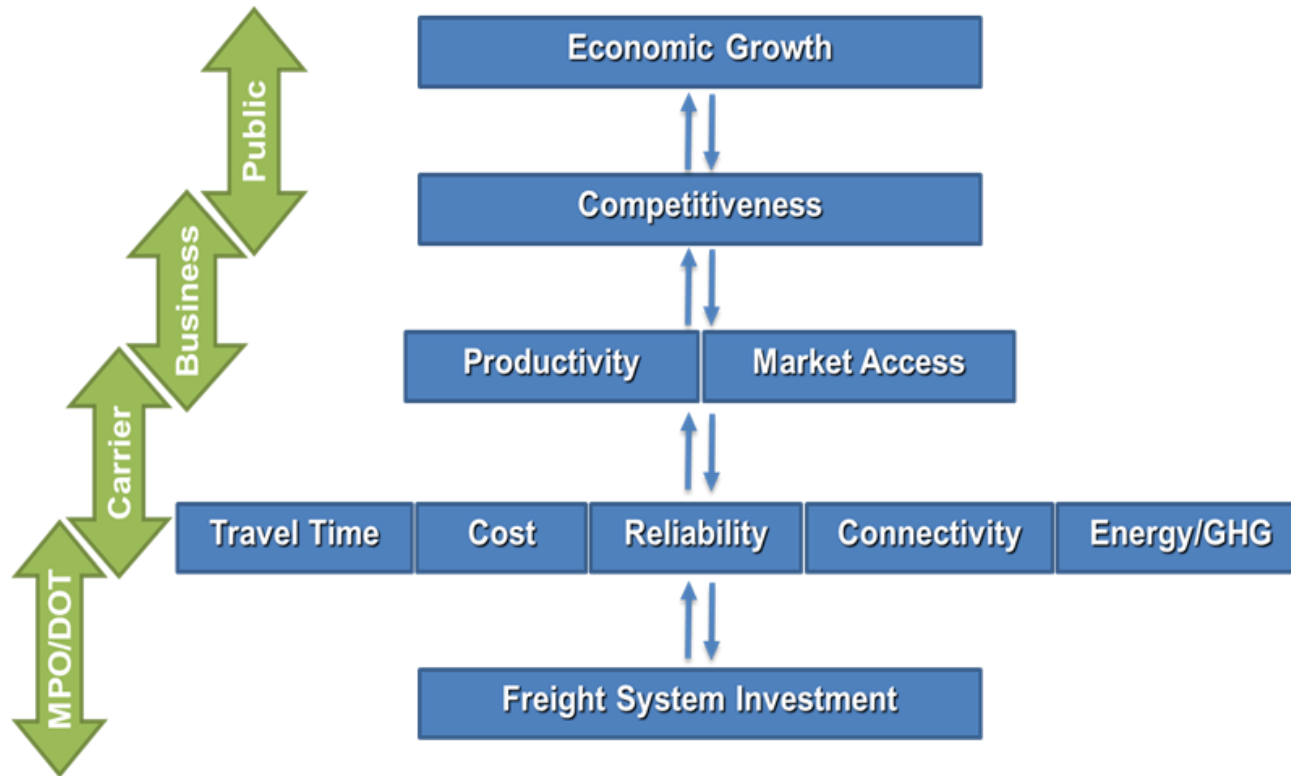 Economic Growth
Public
Competitiveness
Business
Productivity
Market Access
Carrier
Travel Time
Cost
Reliability
Connectivity
Energy/GHG
MPO/DOT
Freight System Investment